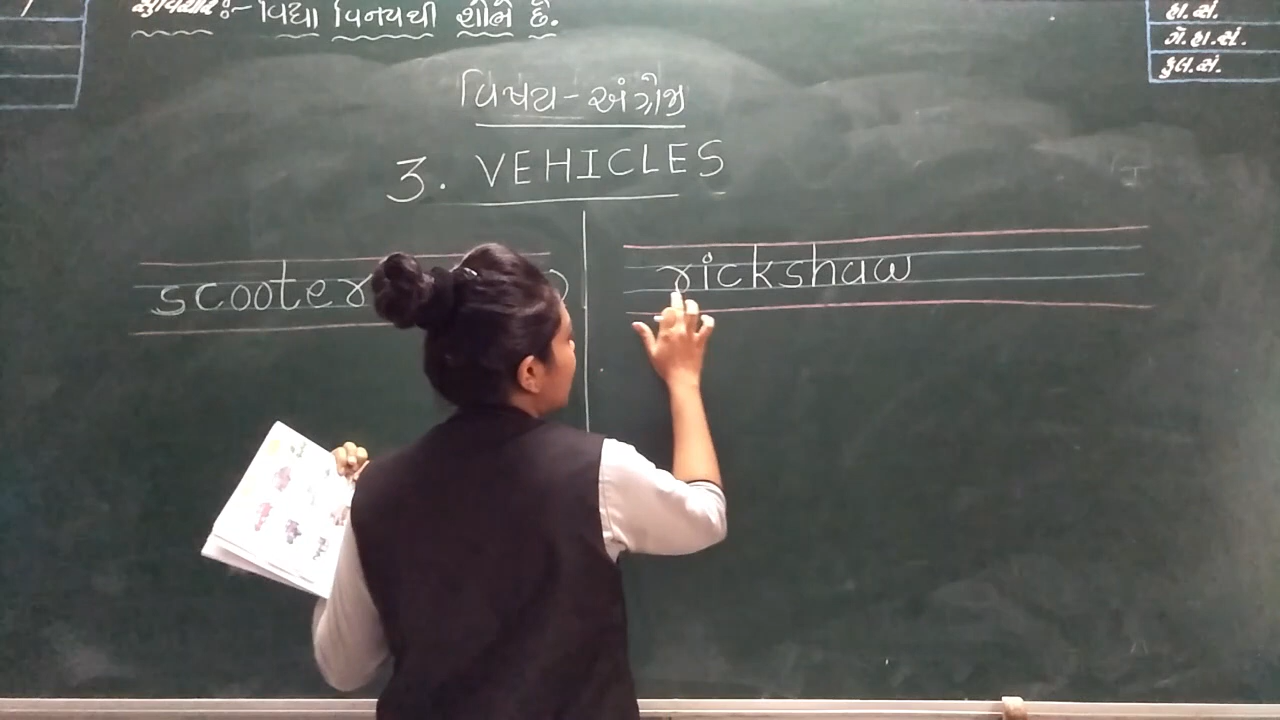 સુવિચાર :- વિદ્યા વિનયથી શોભે છે.
હા.સં.
ગે.હા.સં.
કુલ.સં.
વિષય - અંગ્રેજી
3. VEHICLES
scooter
rickshaw